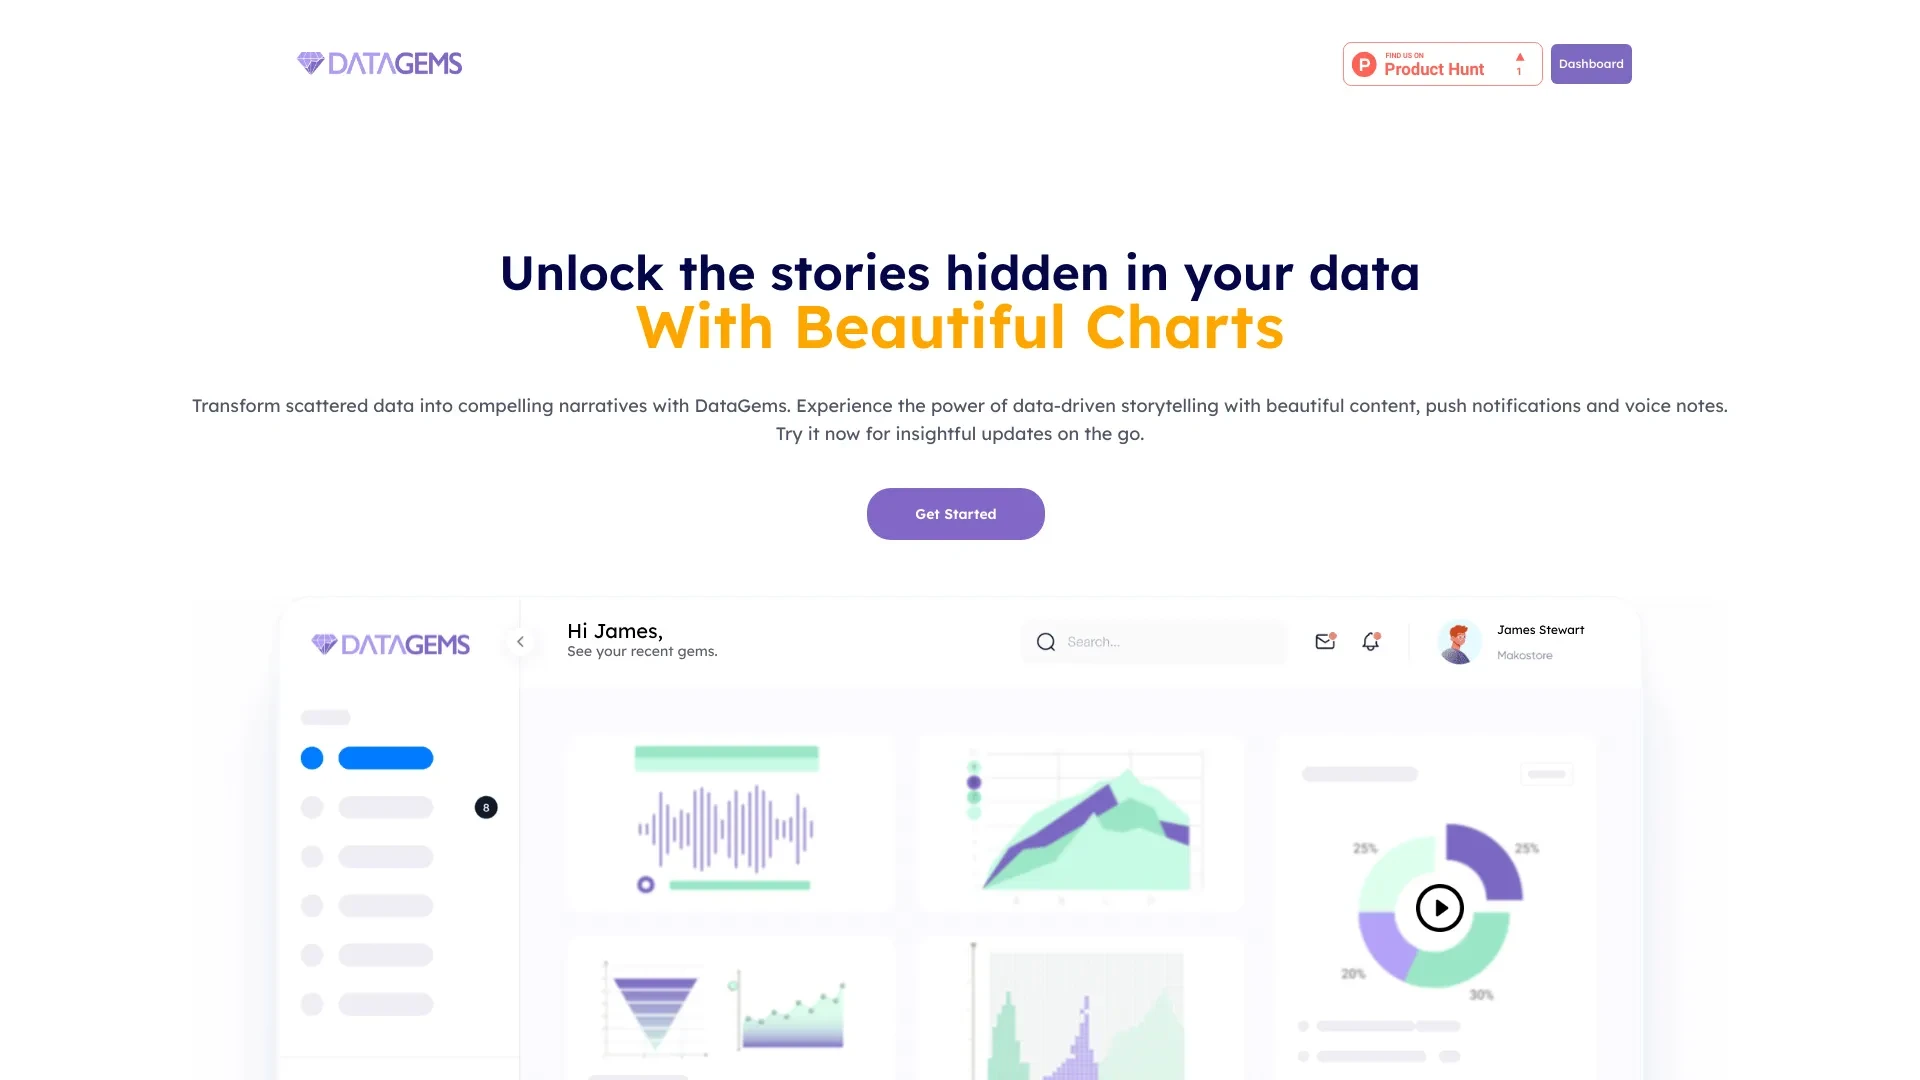 DATAGEMS
FIND US ON
Product Hunt
1
Dashboard
Unlock the stories hidden in your data
With Beautiful Charts
Transform scattered data into compelling narratives with DataGems. Experience the power of data-driven storytelling with beautiful content, push notifications and voice notes.
Try it now for insightful updates on the go.
Get Started
DATAGEMS
Hi James,
See your recent gems.
Search...
James Stewart
Makostore
8
25%
25%
20%
30%